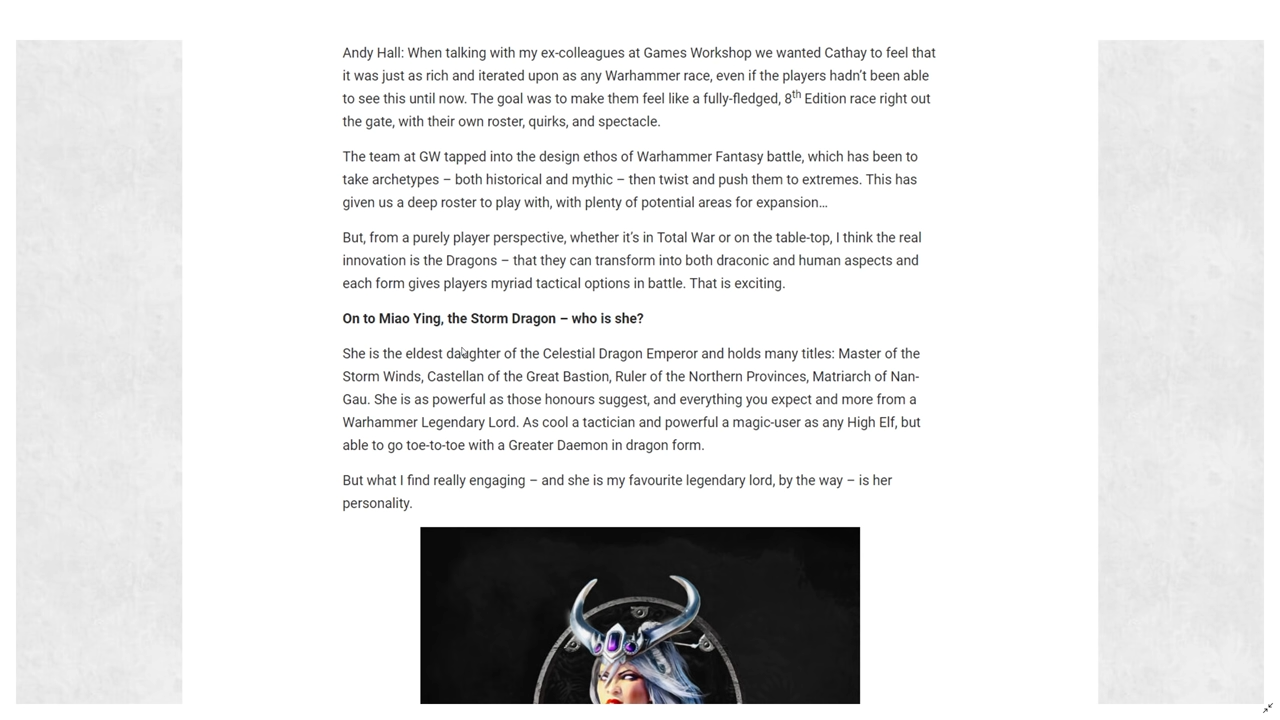 Andy Hall: When talking with my ex-colleagues at Games Workshop we wanted Cathay to feel that
it was just as rich and iterated upon as any Warhammer race, even if the players hadn’t been able
to see this until now. The goal was to make them feel like a fully-fledged, 8th Edition race right out
the gate, with their own roster, quirks, and spectacle.
The team at GW tapped into the design ethos of Warhammer Fantasy battle, which has been to
take archetypes – both historical and mythic – then twist and push them to extremes. This has
given us a deep roster to play with, with plenty of potential areas for expansion…
But, from a purely player perspective, whether it’s in Total War or on the table-top, I think the real
innovation is the Dragons – that they can transform into both draconic and human aspects and
each form gives players myriad tactical options in battle. That is exciting.
On to Miao Ying, the Storm Dragon – who is she?
She is the eldest daughter of the Celestial Dragon Emperor and holds many titles: Master of the
Storm Winds, Castellan of the Great Bastion, Ruler of the Northern Provinces, Matriarch of Nan-
Gau. She is as powerful as those honours suggest, and everything you expect and more from a
Warhammer Legendary Lord. As cool a tactician and powerful a magic-user as any High Elf, but
able to go toe-to-toe with a Greater Daemon in dragon form.
But what I find really engaging – and she is my favourite legendary lord, by the way – is her
personality.